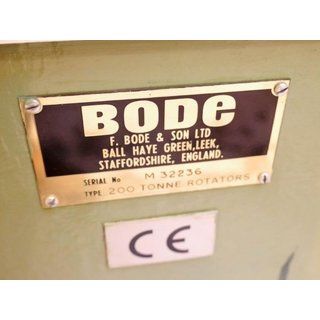 BODE
F. BODE & SON LTD
BALL HAYE GREEN, LEEK,
STAFFORDSHIRE, ENGLAND.
SERIAL No M 32236
TYPE 200 TONNE ROTATORS
CE